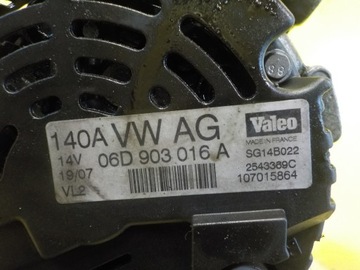 140A VW AG
14V 06D 903 016 A
19/07
VL2
Valeo
MADE IN FRANCE
SG14B022
2543369C
107015864